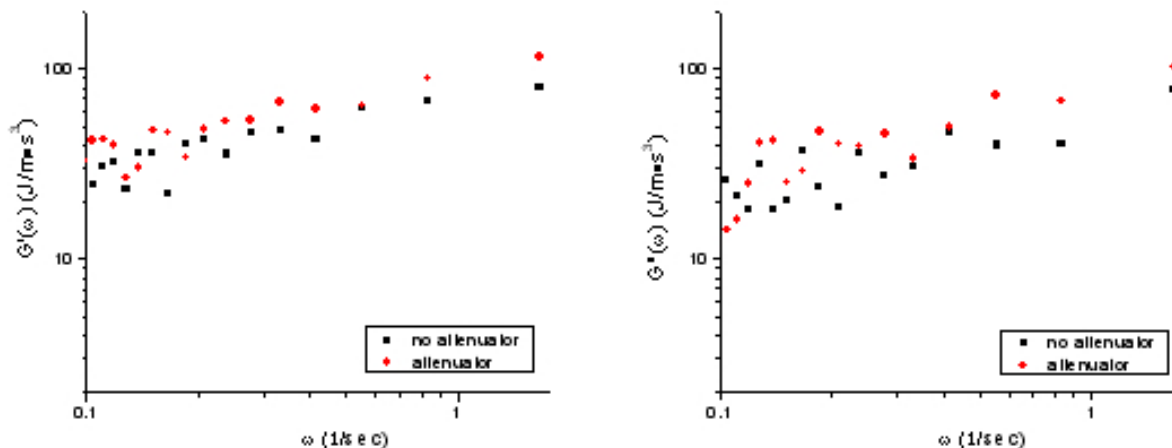 100
10
G'(ω) (J/m•s³)
no attenuator
attenuator
0.1
1
ω (1/sec)
100
10
G"(ω) (J/m•s³)
no attenuator
attenuator
0.1
1
ω (1/sec)